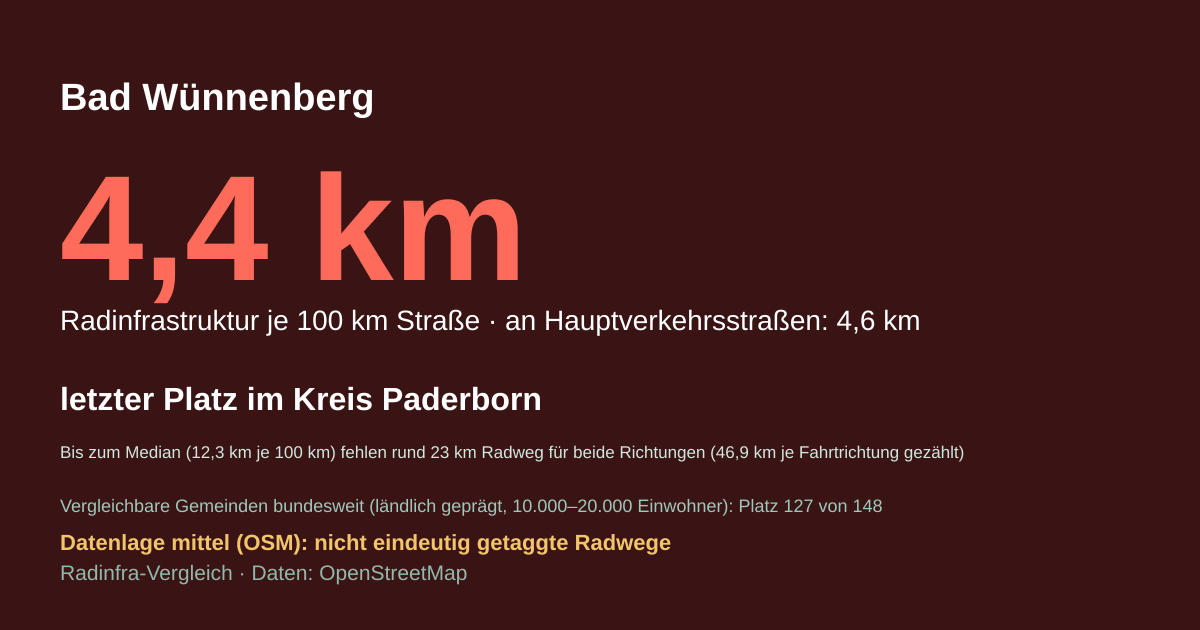 Bad Wünnenberg
4,4 km
Radinfrastruktur je 100 km Straße · an Hauptverkehrsstraßen: 4,6 km
letzter Platz im Kreis Paderborn
Bis zum Median (12,3 km je 100 km) fehlen rund 23 km Radweg für beide Richtungen (46,9 km je Fahrtrichtung gezählt)
Vergleichbare Gemeinden bundesweit (ländlich geprägt, 10.000–20.000 Einwohner): Platz 127 von 148
Datenlage mittel (OSM): nicht eindeutig getaggte Radwege
Radinfra-Vergleich · Daten: OpenStreetMap